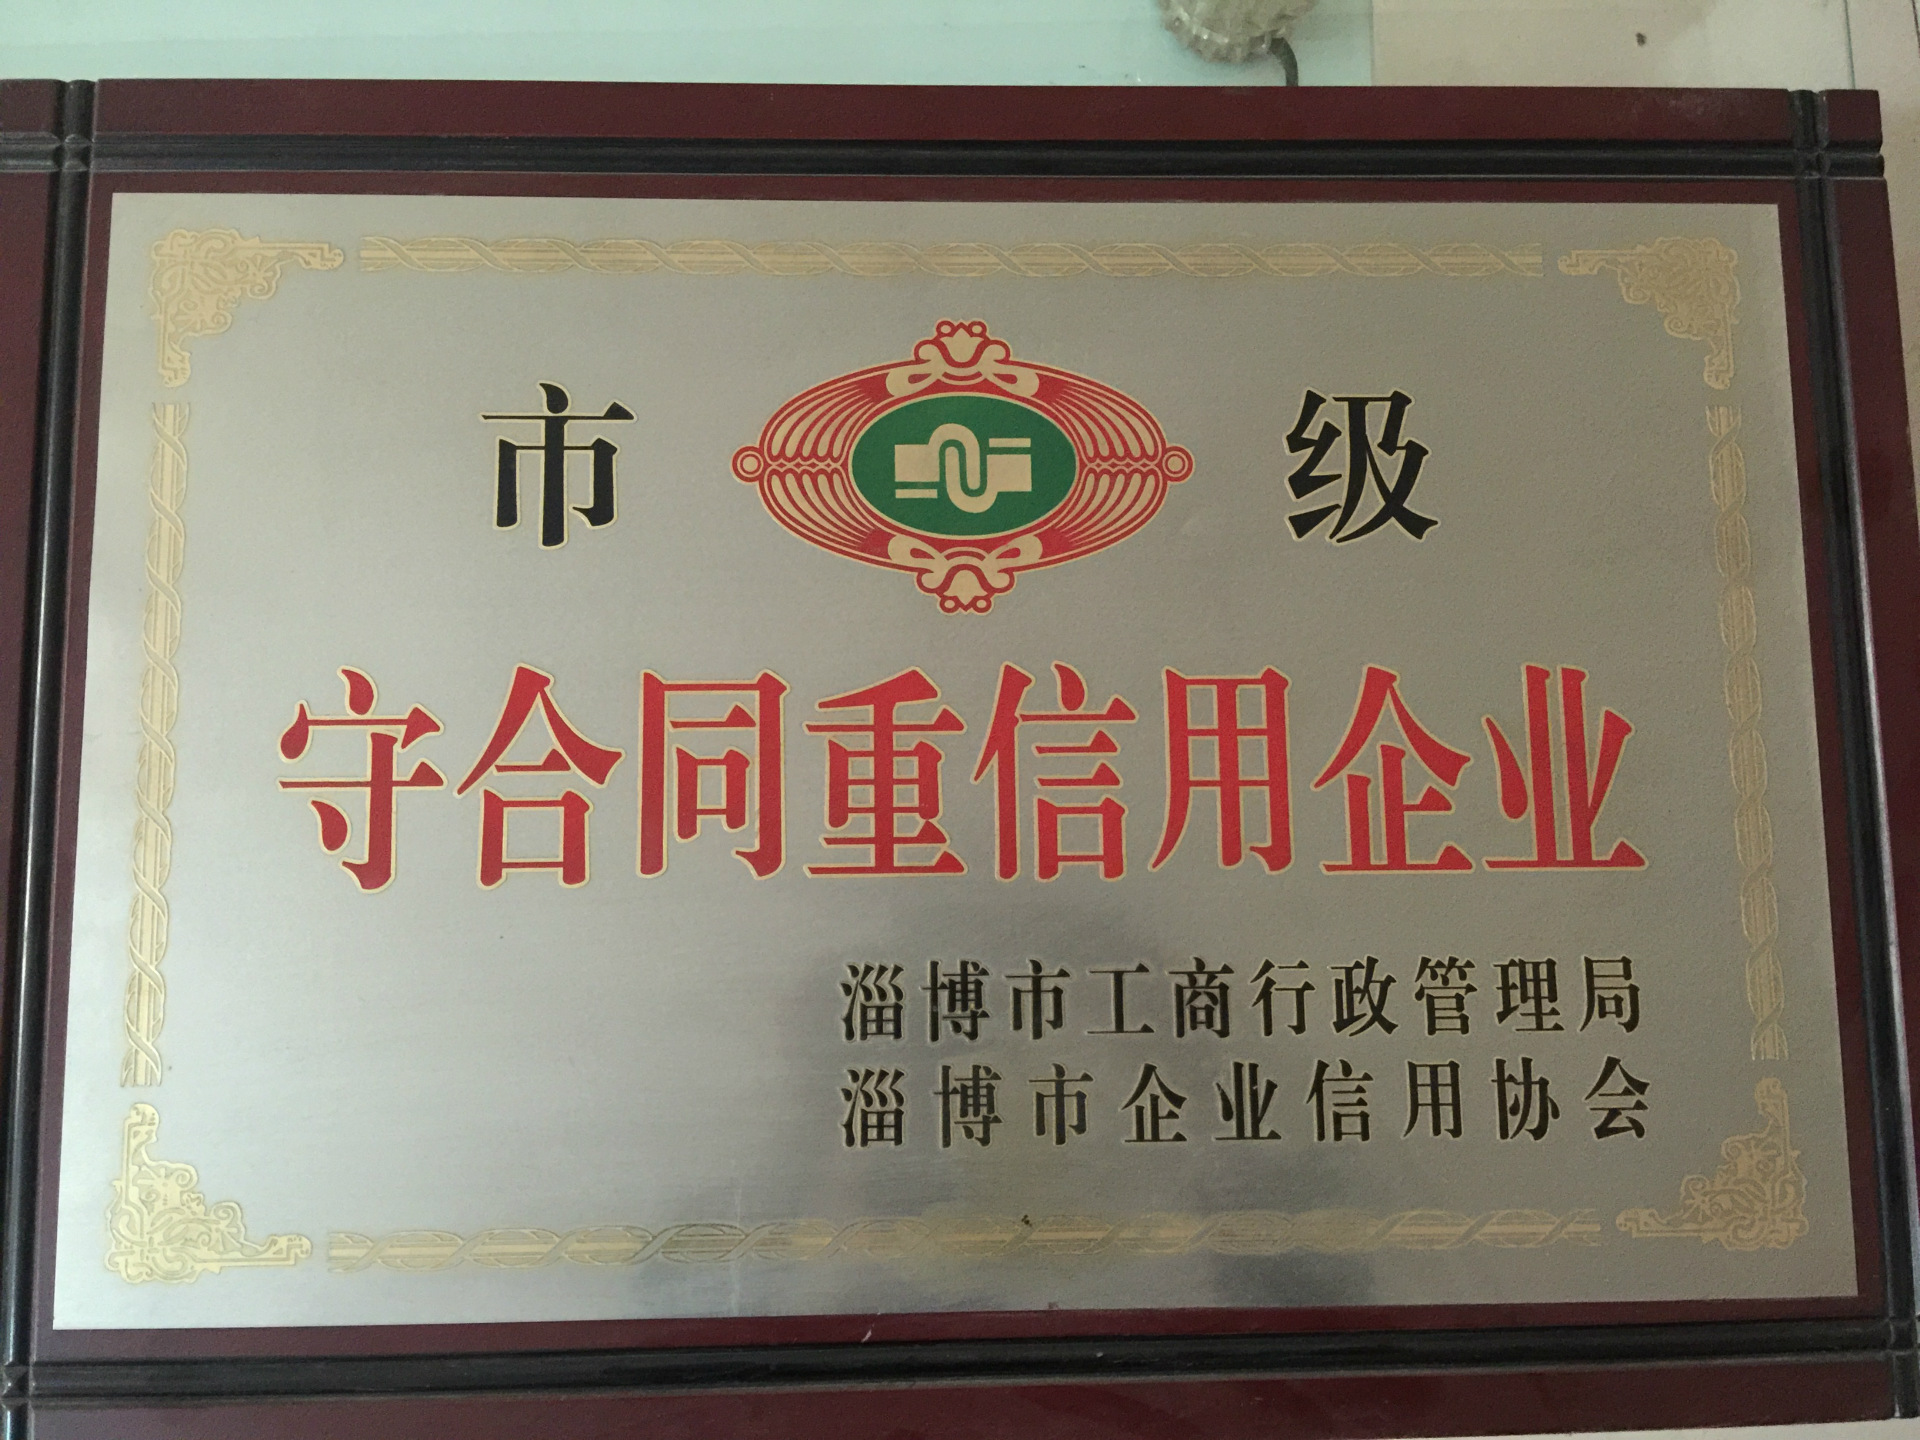 市 级
守合同重信用企业
淄博市工商行政管理局
淄博市企业信用协会